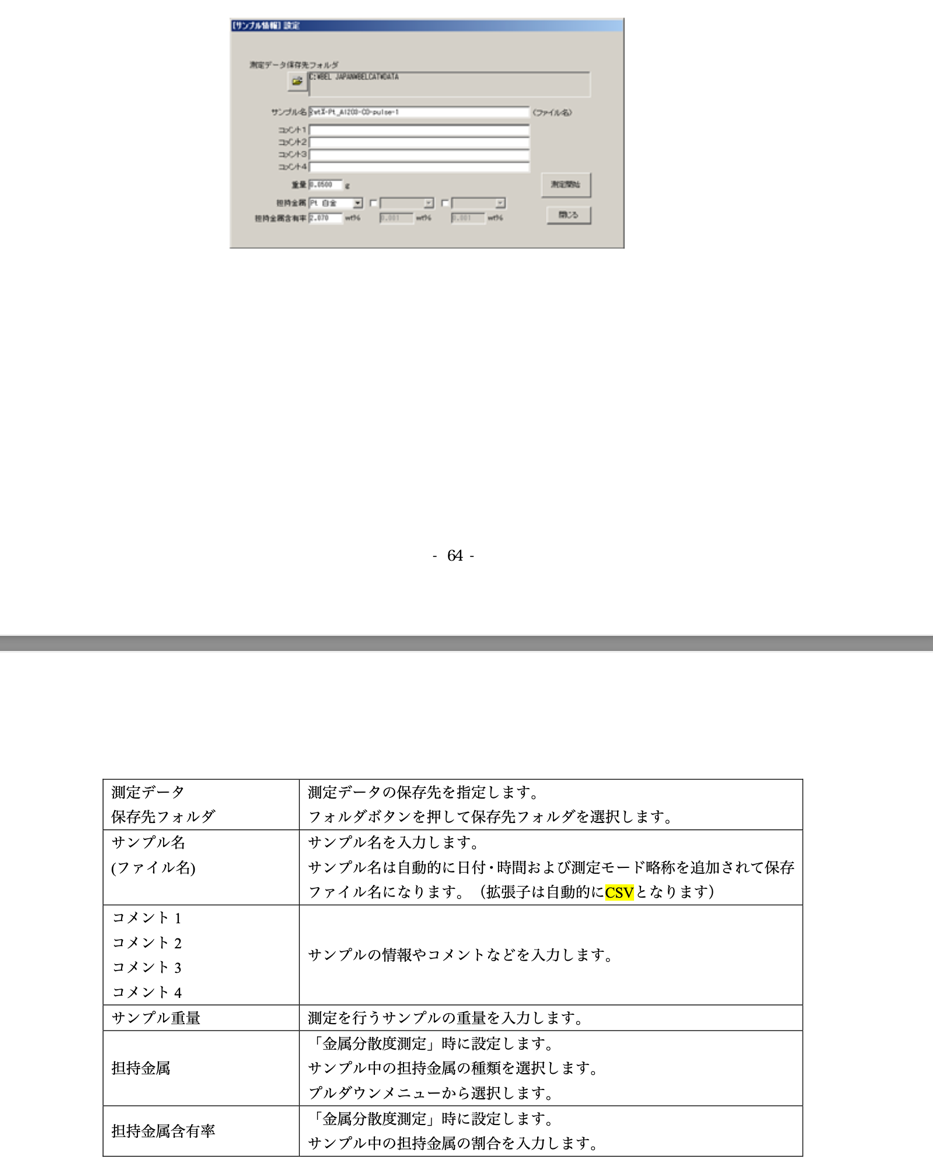 [サンプル情報] 設定
測定データ保存先フォルダ
C:¥BEL JAPAN¥BELCAT¥DATA
サンプル名 2wt%-Pt_Al2O3-CO-pulse-1 (ファイル名)
コメント1
コメント2
コメント3
コメント4
重量 0.0500 g
測定開始
担持金属 Pt 白金
担持金属含有率 2.070 wt% 0.001 wt% 0.001 wt%
閉じる
- 64 -
測定データ
保存先フォルダ
測定データの保存先を指定します。
フォルダボタンを押して保存先フォルダを選択します。
サンプル名
(ファイル名)
サンプル名を入力します。
サンプル名は自動的に日付・時間および測定モード略称を追加されて保存
ファイル名になります。（拡張子は自動的にCSVとなります）
コメント 1
コメント 2
コメント 3
コメント 4
サンプルの情報やコメントなどを入力します。
サンプル重量
測定を行うサンプルの重量を入力します。
担持金属
「金属分散度測定」時に設定します。
サンプル中の担持金属の種類を選択します。
プルダウンメニューから選択します。
担持金属含有率
「金属分散度測定」時に設定します。
サンプル中の担持金属の割合を入力します。